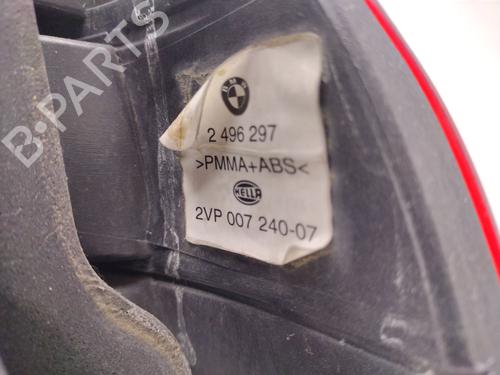 B-PARTS
BMW
2 496 297
>PMMA+ABS<
HELLA
2VP 007 240-07